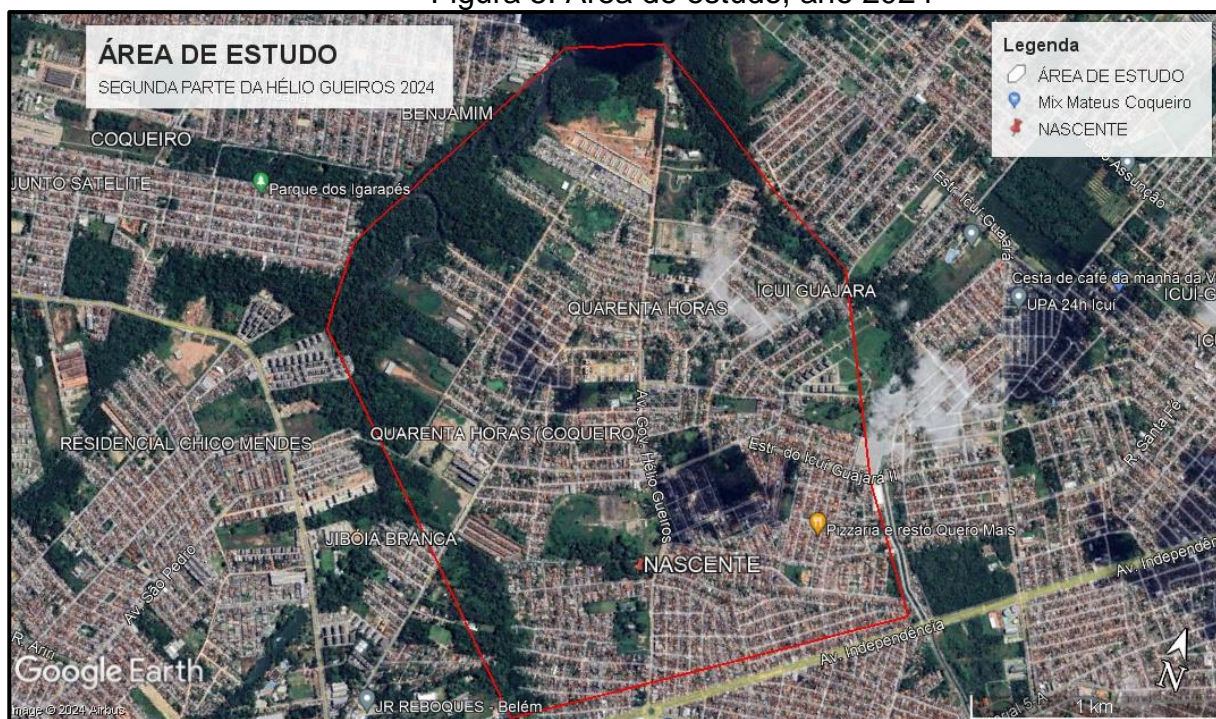 Figura 3. Área de estudo, ano 2024
ÁREA DE ESTUDO
SEGUNDA PARTE DA HÉLIO GUEIROS 2024
Legenda
ÁREA DE ESTUDO
Mix Mateus Coqueiro
NASCENTE
BENJAMIM
COQUEIRO
JUNTO SATELITE
Parque dos Igarapés
Assunção
Estr. Icuí-Guajará
Cesta de café da manhã da V
ICUÍ-G
UPA 24h Icuí
ICUI GUAJARA
QUARENTA HORAS
QUARENTA HORAS (COQUEIRO)
Av. Gov. Hélio Gueiros
RESIDENCIAL CHICO MENDES
Estr. do Icuí Guajará II
R. Santa Fé
Pizzaria e resto Quero Mais
JIBÓIA BRANCA
NASCENTE
Av. São Pedro
Av. Independência
Av. Independência
R. Ariri
Google Earth
Image © 2024 Airbus
JR REBOQUES - Belém
N
1 km